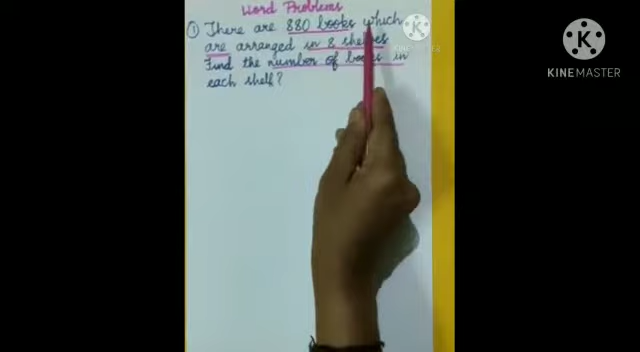 Word Problems
① There are 880 books which
are arranged in 8 shelves
Find the number of books in
each shelf?
KINEMASTER
KINEMASTER